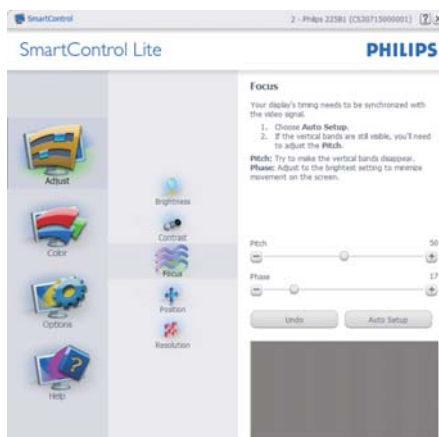 SmartControl
2 - Philips 225B1 (CS30715000001)
SmartControl Lite
PHILIPS
Adjust
Color
Options
Help
Brightness
Contrast
Focus
Position
Resolution
Focus
Your display's timing needs to be synchronized with
the video signal.
1. Choose Auto Setup.
2. If the vertical bands are still visible, you'll need
to adjust the Pitch.
Pitch: Try to make the vertical bands disappear.
Phase: Adjust to the brightest setting to minimize
movement on the screen.
Pitch 50
Phase 17
Undo
Auto Setup